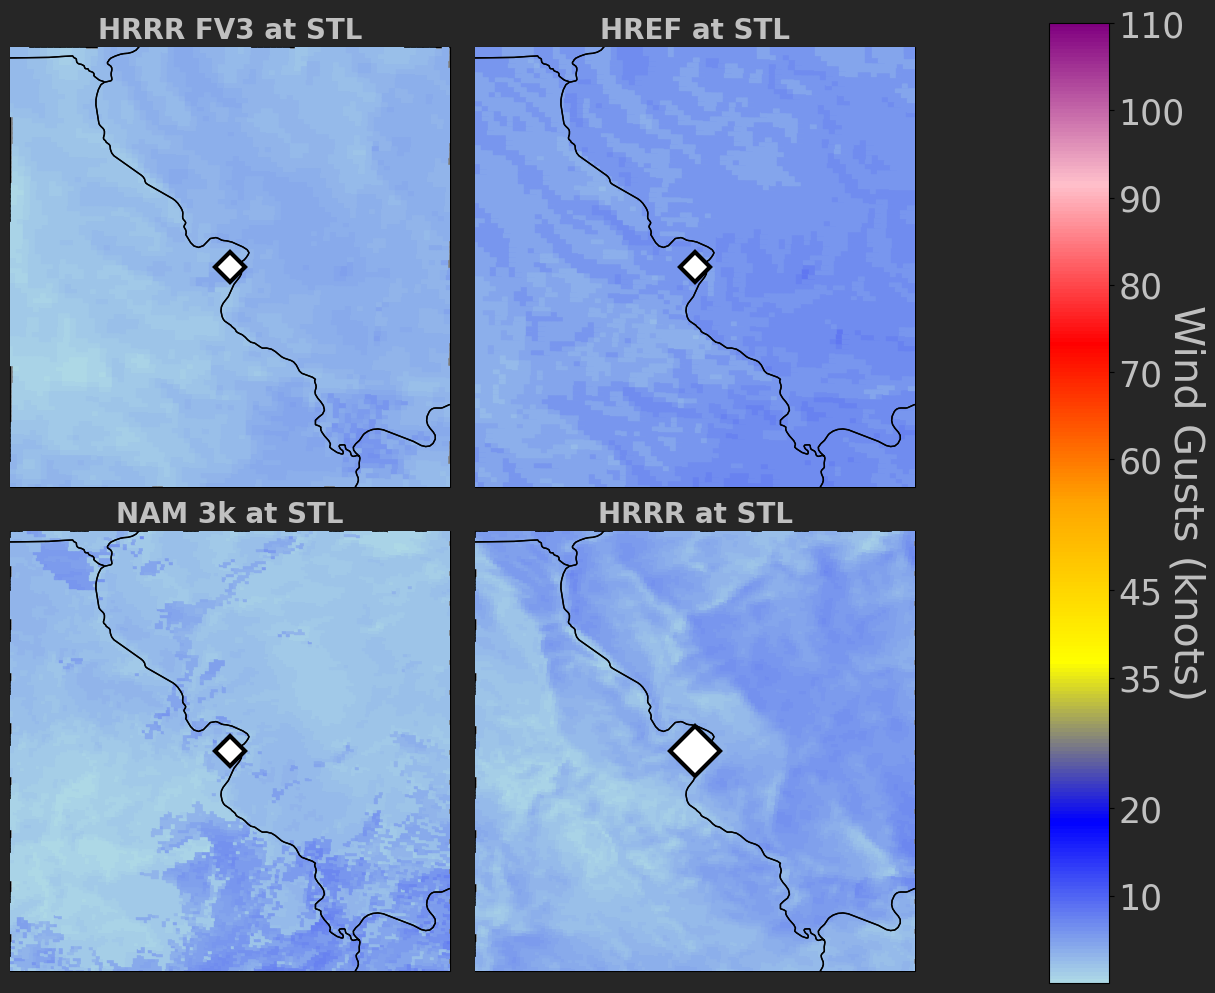 HRRR FV3 at STL
HREF at STL
NAM 3k at STL
HRRR at STL
110
100
90
80
70
60
45
35
20
10
Wind Gusts (knots)